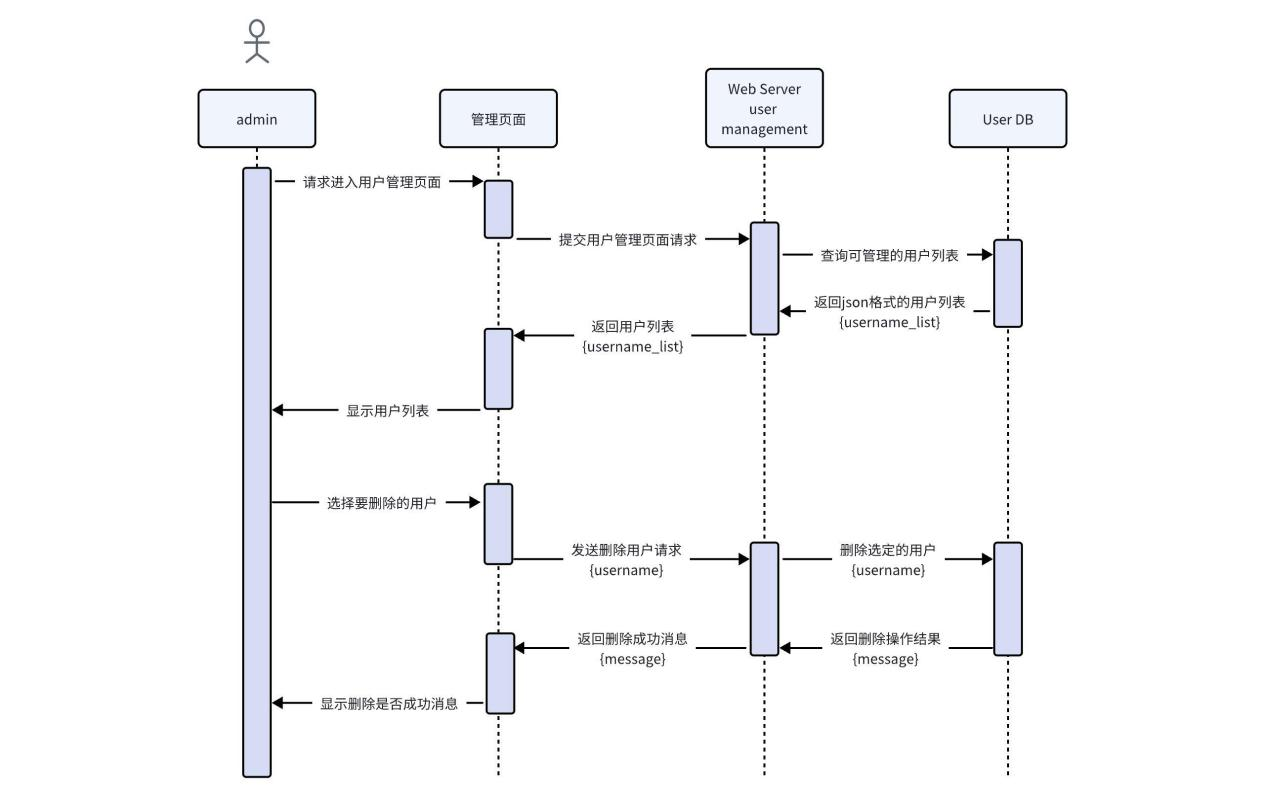 admin
管理页面
Web Server
user
management
User DB
请求进入用户管理页面
提交用户管理页面请求
查询可管理的用户列表
返回json格式的用户列表
{username_list}
返回用户列表
{username_list}
显示用户列表
选择要删除的用户
发送删除用户请求
{username}
删除选定的用户
{username}
返回删除成功消息
{message}
返回删除操作结果
{message}
显示删除是否成功消息